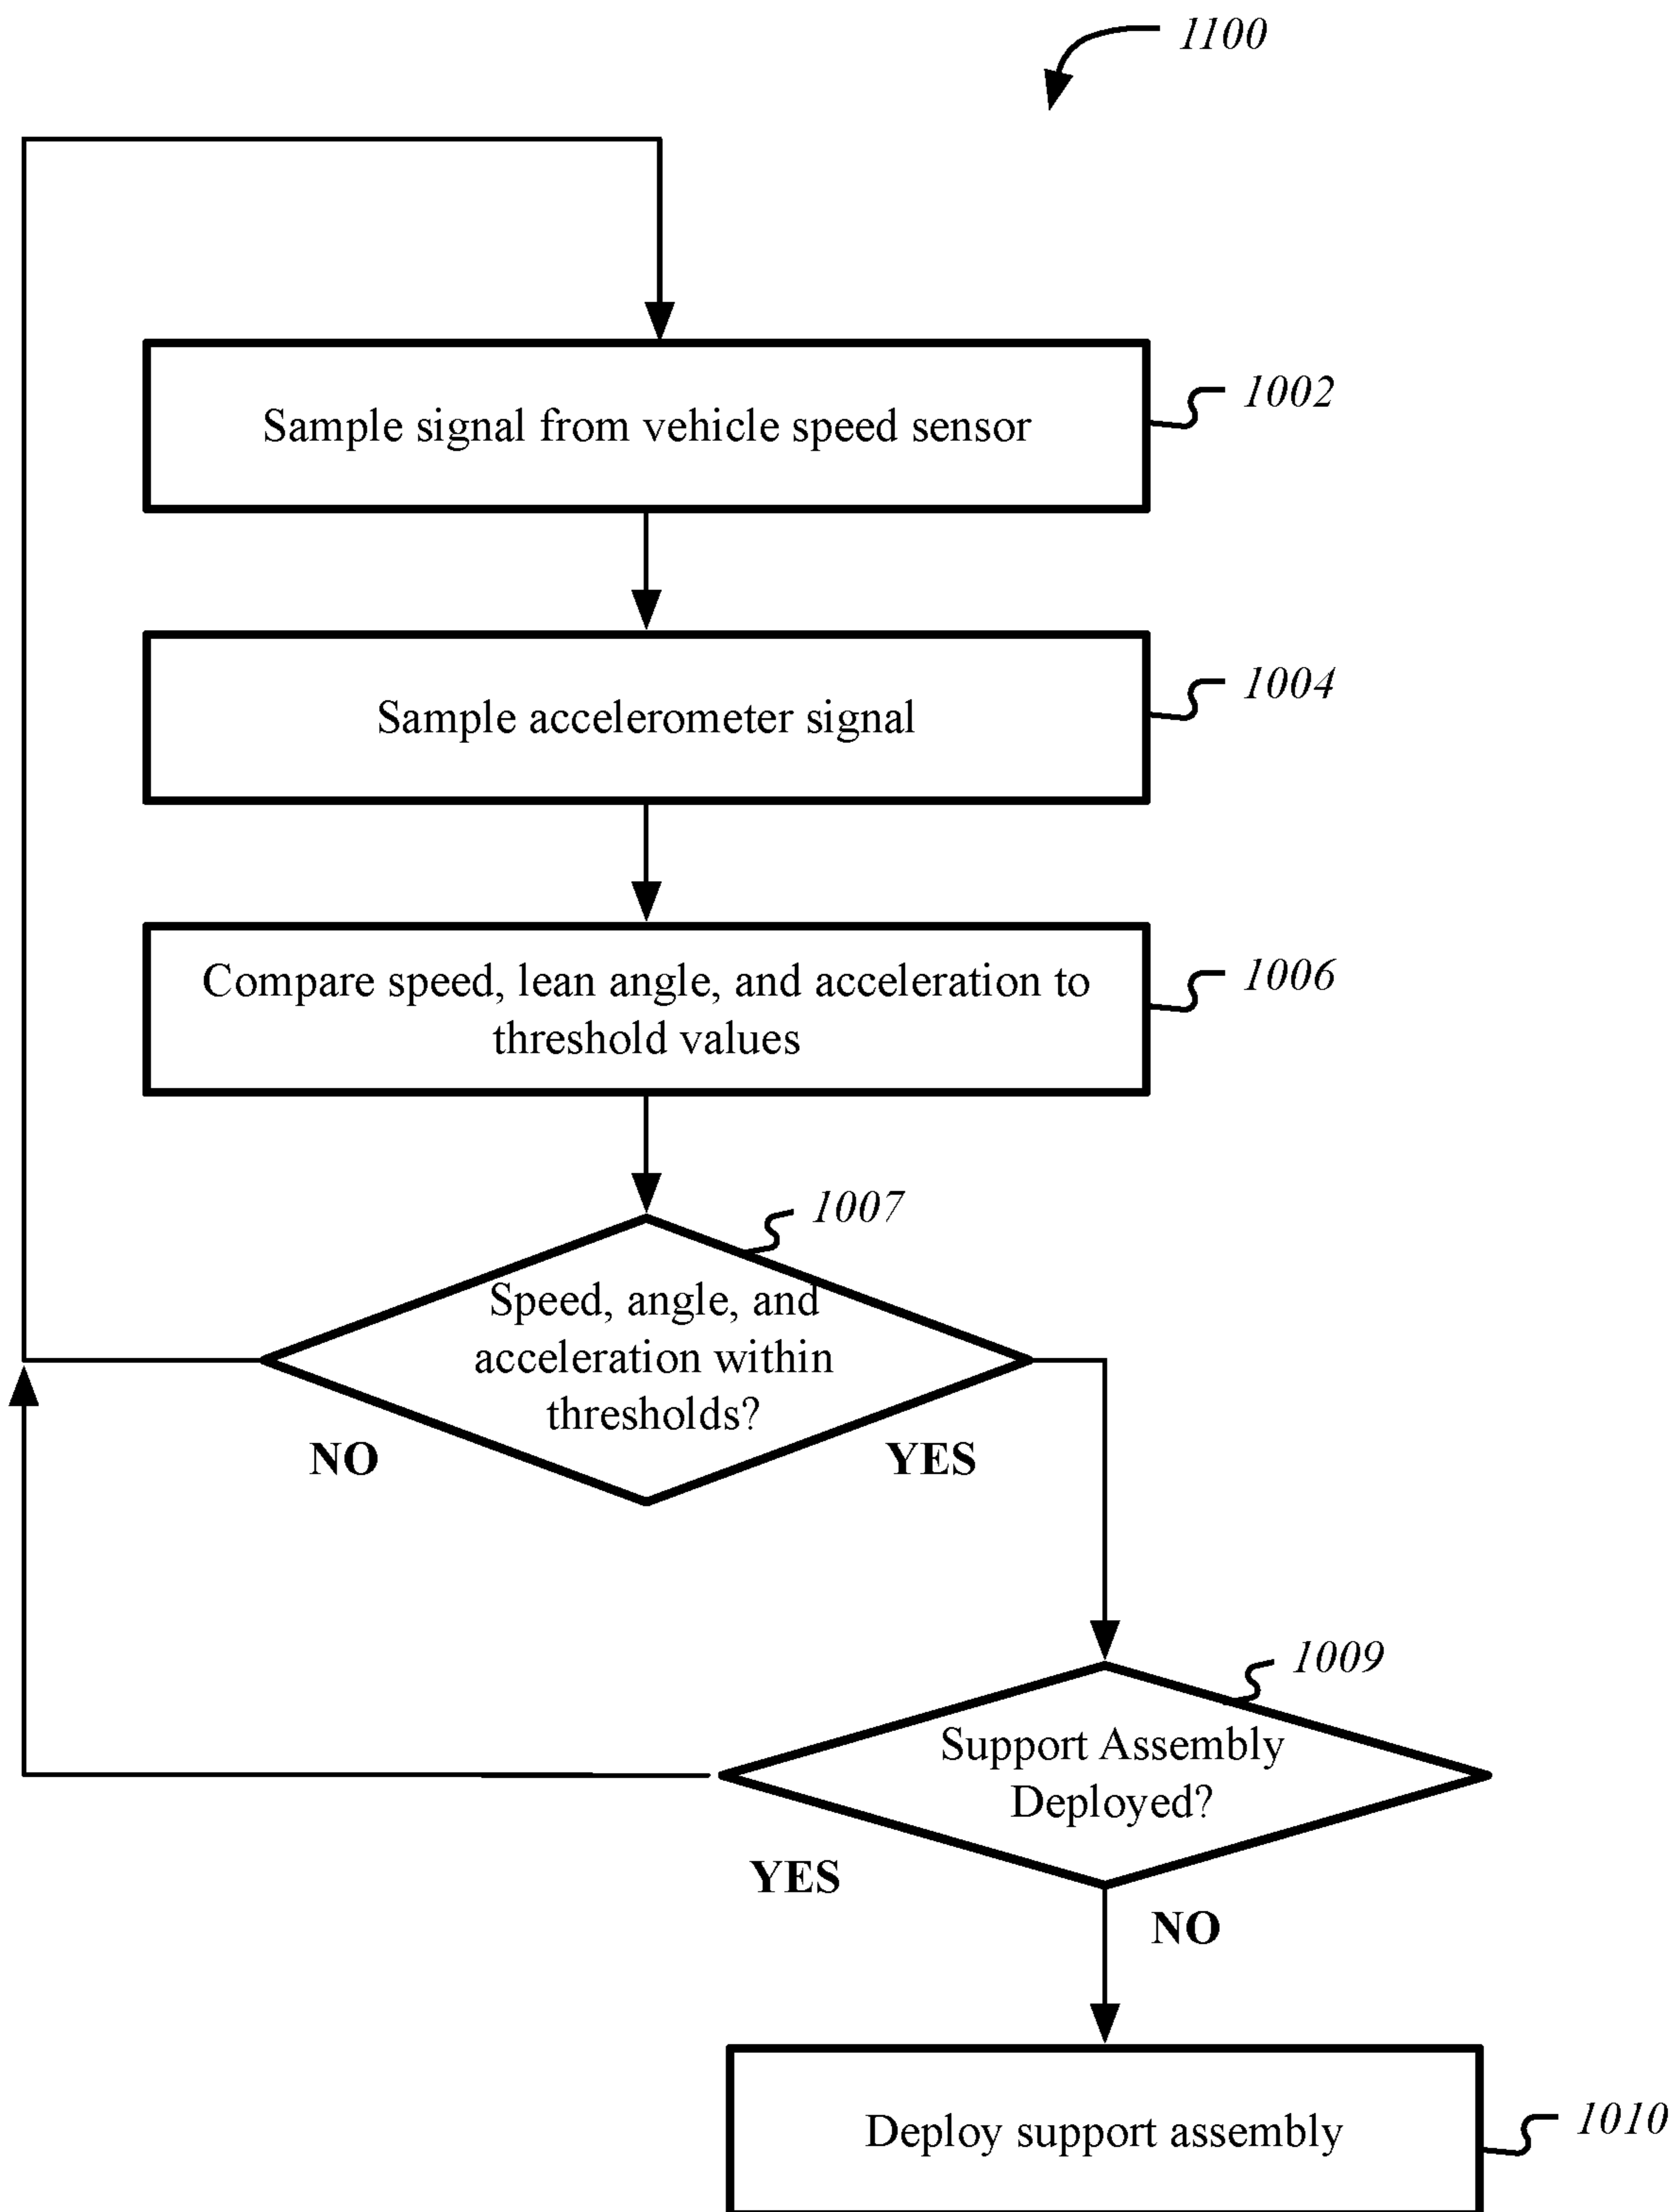 1100
Sample signal from vehicle speed sensor
1002
Sample accelerometer signal
1004
Compare speed, lean angle, and acceleration to
threshold values
1006
1007
Speed, angle, and
acceleration within
thresholds?
NO
YES
1009
Support Assembly
Deployed?
YES
NO
Deploy support assembly
1010